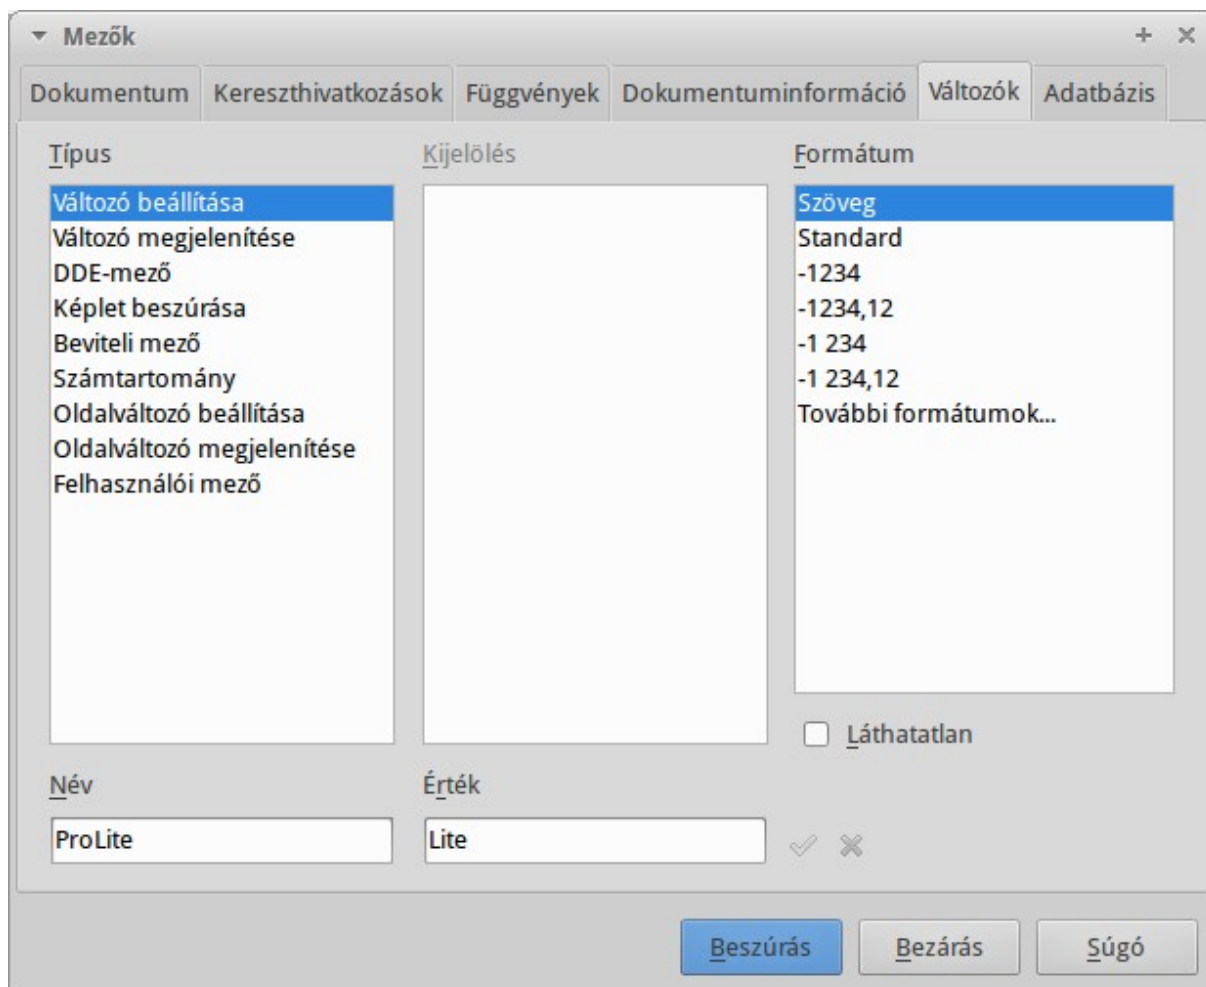 Mezők
Dokumentum Kereszthivatkozások Függvények Dokumentuminformáció Változók Adatbázis
Típus
Változó beállítása
Változó megjelenítése
DDE-mező
Képlet beszúrása
Beviteli mező
Számtartomány
Oldalváltozó beállítása
Oldalváltozó megjelenítése
Felhasználói mező
Kijelölés
Formátum
Szöveg
Standard
-1234
-1234,12
-1 234
-1 234,12
További formátumok...
Láthatatlan
Név
ProLite
Érték
Lite
Beszúrás Bezárás Súgó